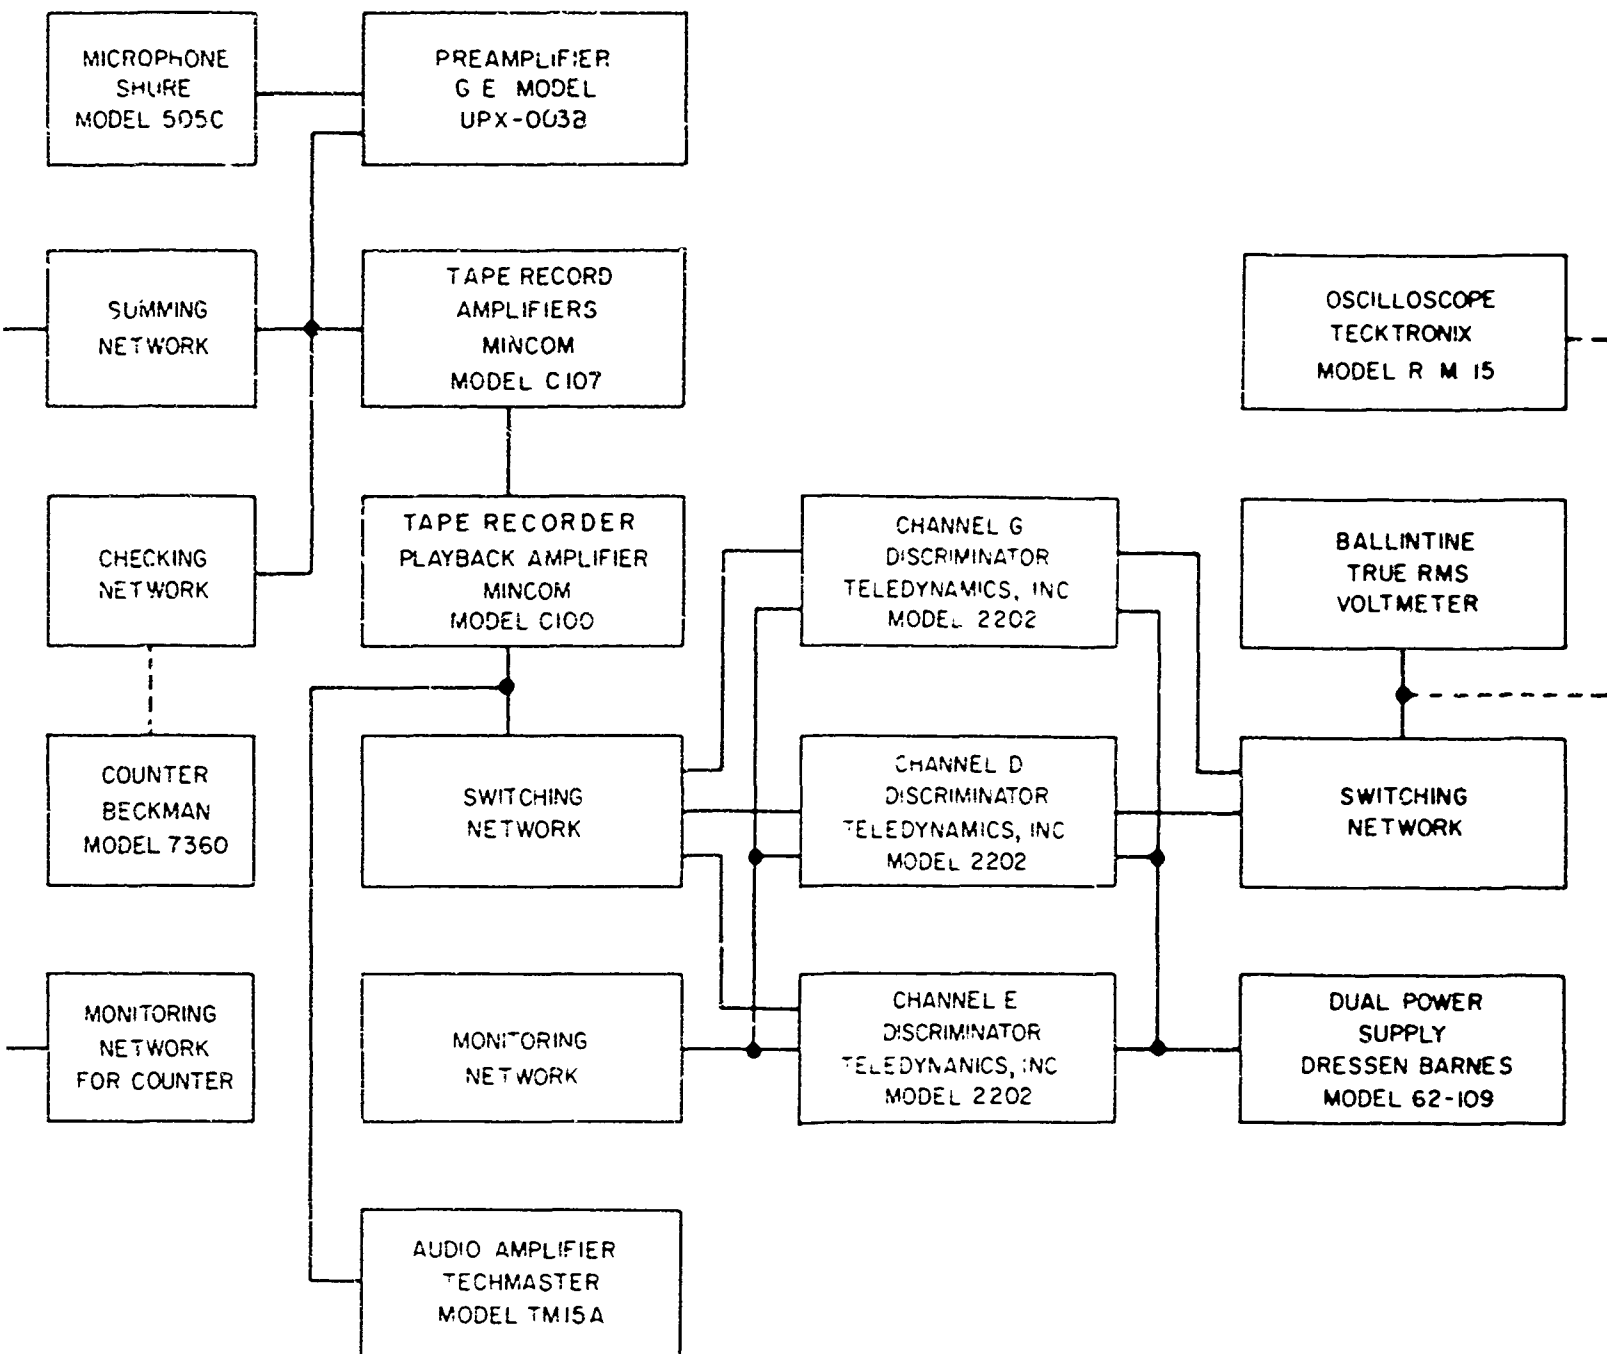 MICROPHONE
SHURE
MODEL 505C
PREAMPLIFIER
G E MODEL
UPX-003B
SUMMING
NETWORK
TAPE RECORD
AMPLIFIERS
MINCOM
MODEL C107
OSCILLOSCOPE
TECKTRONIX
MODEL R M 15
CHECKING
NETWORK
TAPE RECORDER
PLAYBACK AMPLIFIER
MINCOM
MODEL C100
CHANNEL G
DISCRIMINATOR
TELEDYNAMICS, INC
MODEL 2202
BALLINTINE
TRUE RMS
VOLTMETER
COUNTER
BECKMAN
MODEL 7360
SWITCHING
NETWORK
CHANNEL D
DISCRIMINATOR
TELEDYNAMICS, INC
MODEL 2202
SWITCHING
NETWORK
MONITORING
NETWORK
FOR COUNTER
MONITORING
NETWORK
CHANNEL E
DISCRIMINATOR
TELEDYNANICS, INC
MODEL 2202
DUAL POWER
SUPPLY
DRESSEN BARNES
MODEL 62-109
AUDIO AMPLIFIER
TECHMASTER
MODEL TM15A